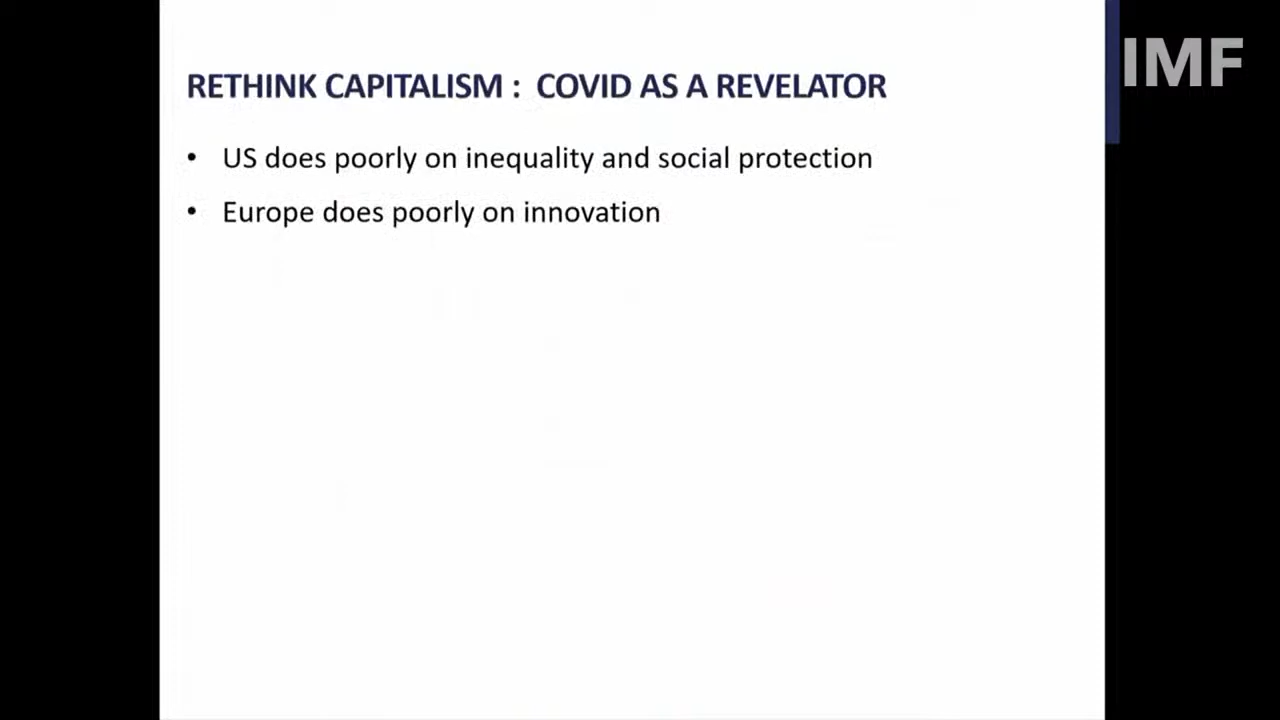 IMF
RETHINK CAPITALISM : COVID AS A REVELATOR
• US does poorly on inequality and social protection
• Europe does poorly on innovation